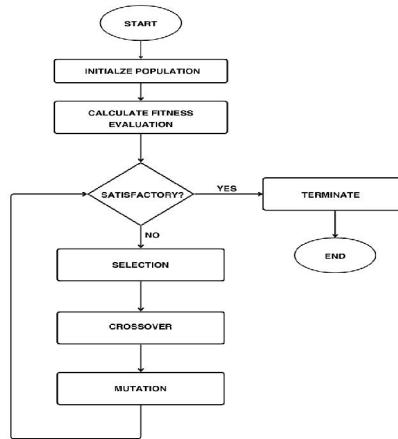 START
INITIALZE POPULATION
CALCULATE FITNESS
EVALUATION
SATISFACTORY?
YES
TERMINATE
NO
END
SELECTION
CROSSOVER
MUTATION